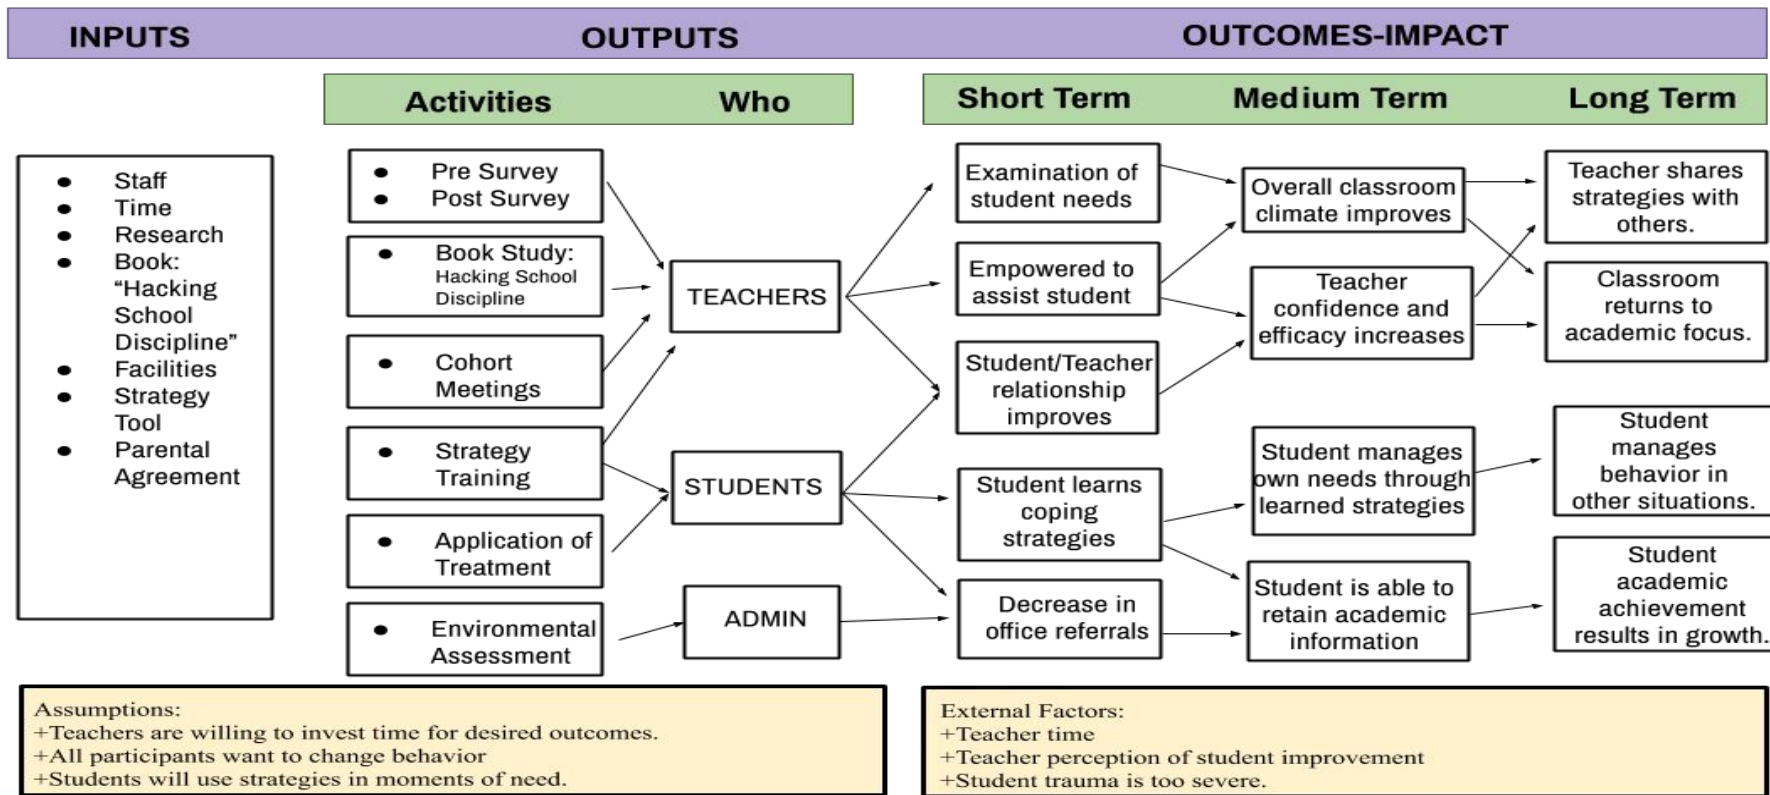 INPUTS
OUTPUTS
OUTCOMES-IMPACT
Activities
Who
Short Term
Medium Term
Long Term
● Staff
● Time
● Research
● Book:
“Hacking
School
Discipline”
● Facilities
● Strategy
Tool
● Parental
Agreement
● Pre Survey
● Post Survey
● Book Study:
Hacking School
Discipline
● Cohort
Meetings
● Strategy
Training
● Application of
Treatment
● Environmental
Assessment
TEACHERS
STUDENTS
ADMIN
Examination of
student needs
Empowered to
assist student
Student/Teacher
relationship
improves
Student learns
coping
strategies
Decrease in
office referrals
Overall classroom
climate improves
Teacher
confidence and
efficacy increases
Student manages
own needs through
learned strategies
Student is able to
retain academic
information
Teacher shares
strategies with
others.
Classroom
returns to
academic focus.
Student
manages
behavior in
other situations.
Student
academic
achievement
results in growth.
Assumptions:
+Teachers are willing to invest time for desired outcomes.
+All participants want to change behavior
+Students will use strategies in moments of need.
External Factors:
+Teacher time
+Teacher perception of student improvement
+Student trauma is too severe.